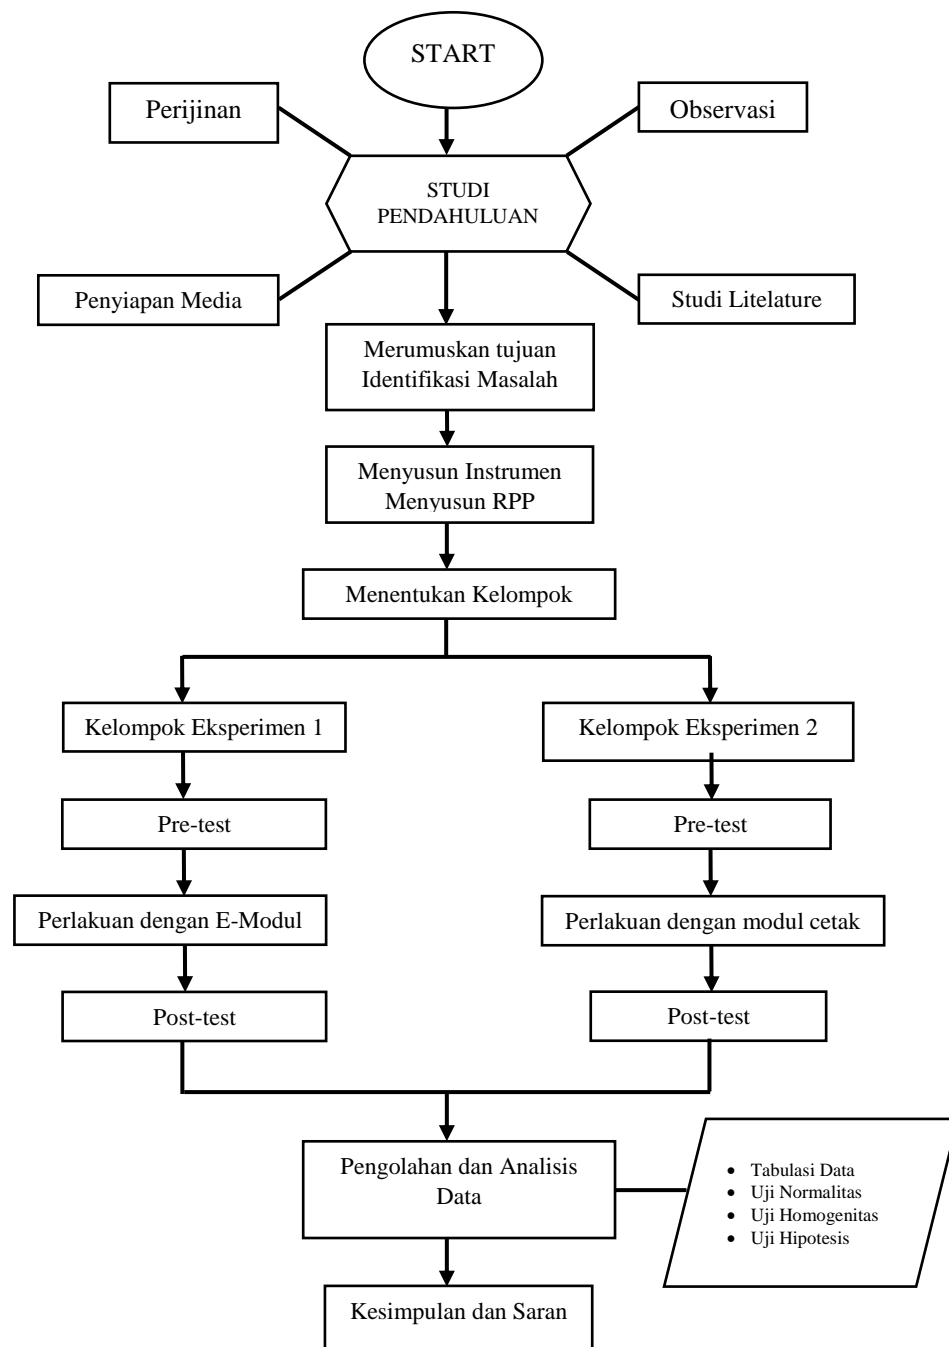 START
Perijinan
Observasi
STUDI
PENDAHULUAN
Penyiapan Media
Studi Litelature
Merumuskan tujuan
Identifikasi Masalah
Menyusun Instrumen
Menyusun RPP
Menentukan Kelompok
Kelompok Eksperimen 1
Kelompok Eksperimen 2
Pre-test
Pre-test
Perlakuan dengan E-Modul
Perlakuan dengan modul cetak
Post-test
Post-test
Pengolahan dan Analisis
Data
• Tabulasi Data
• Uji Normalitas
• Uji Homogenitas
• Uji Hipotesis
Kesimpulan dan Saran